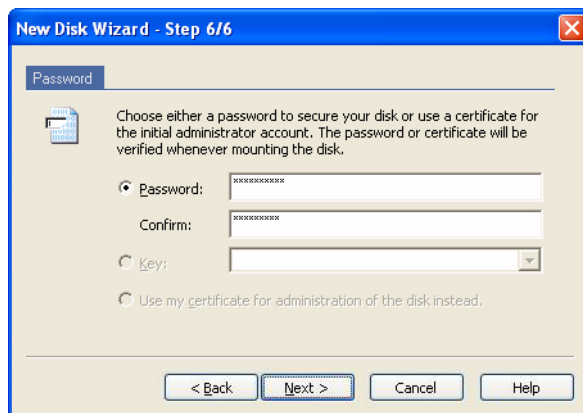 New Disk Wizard - Step 6/6
Password
Choose either a password to secure your disk or use a certificate for
the initial administrator account. The password or certificate will be
verified whenever mounting the disk.
Password: **********
Confirm: *********
Key:
Use my certificate for administration of the disk instead.
< Back Next > Cancel Help